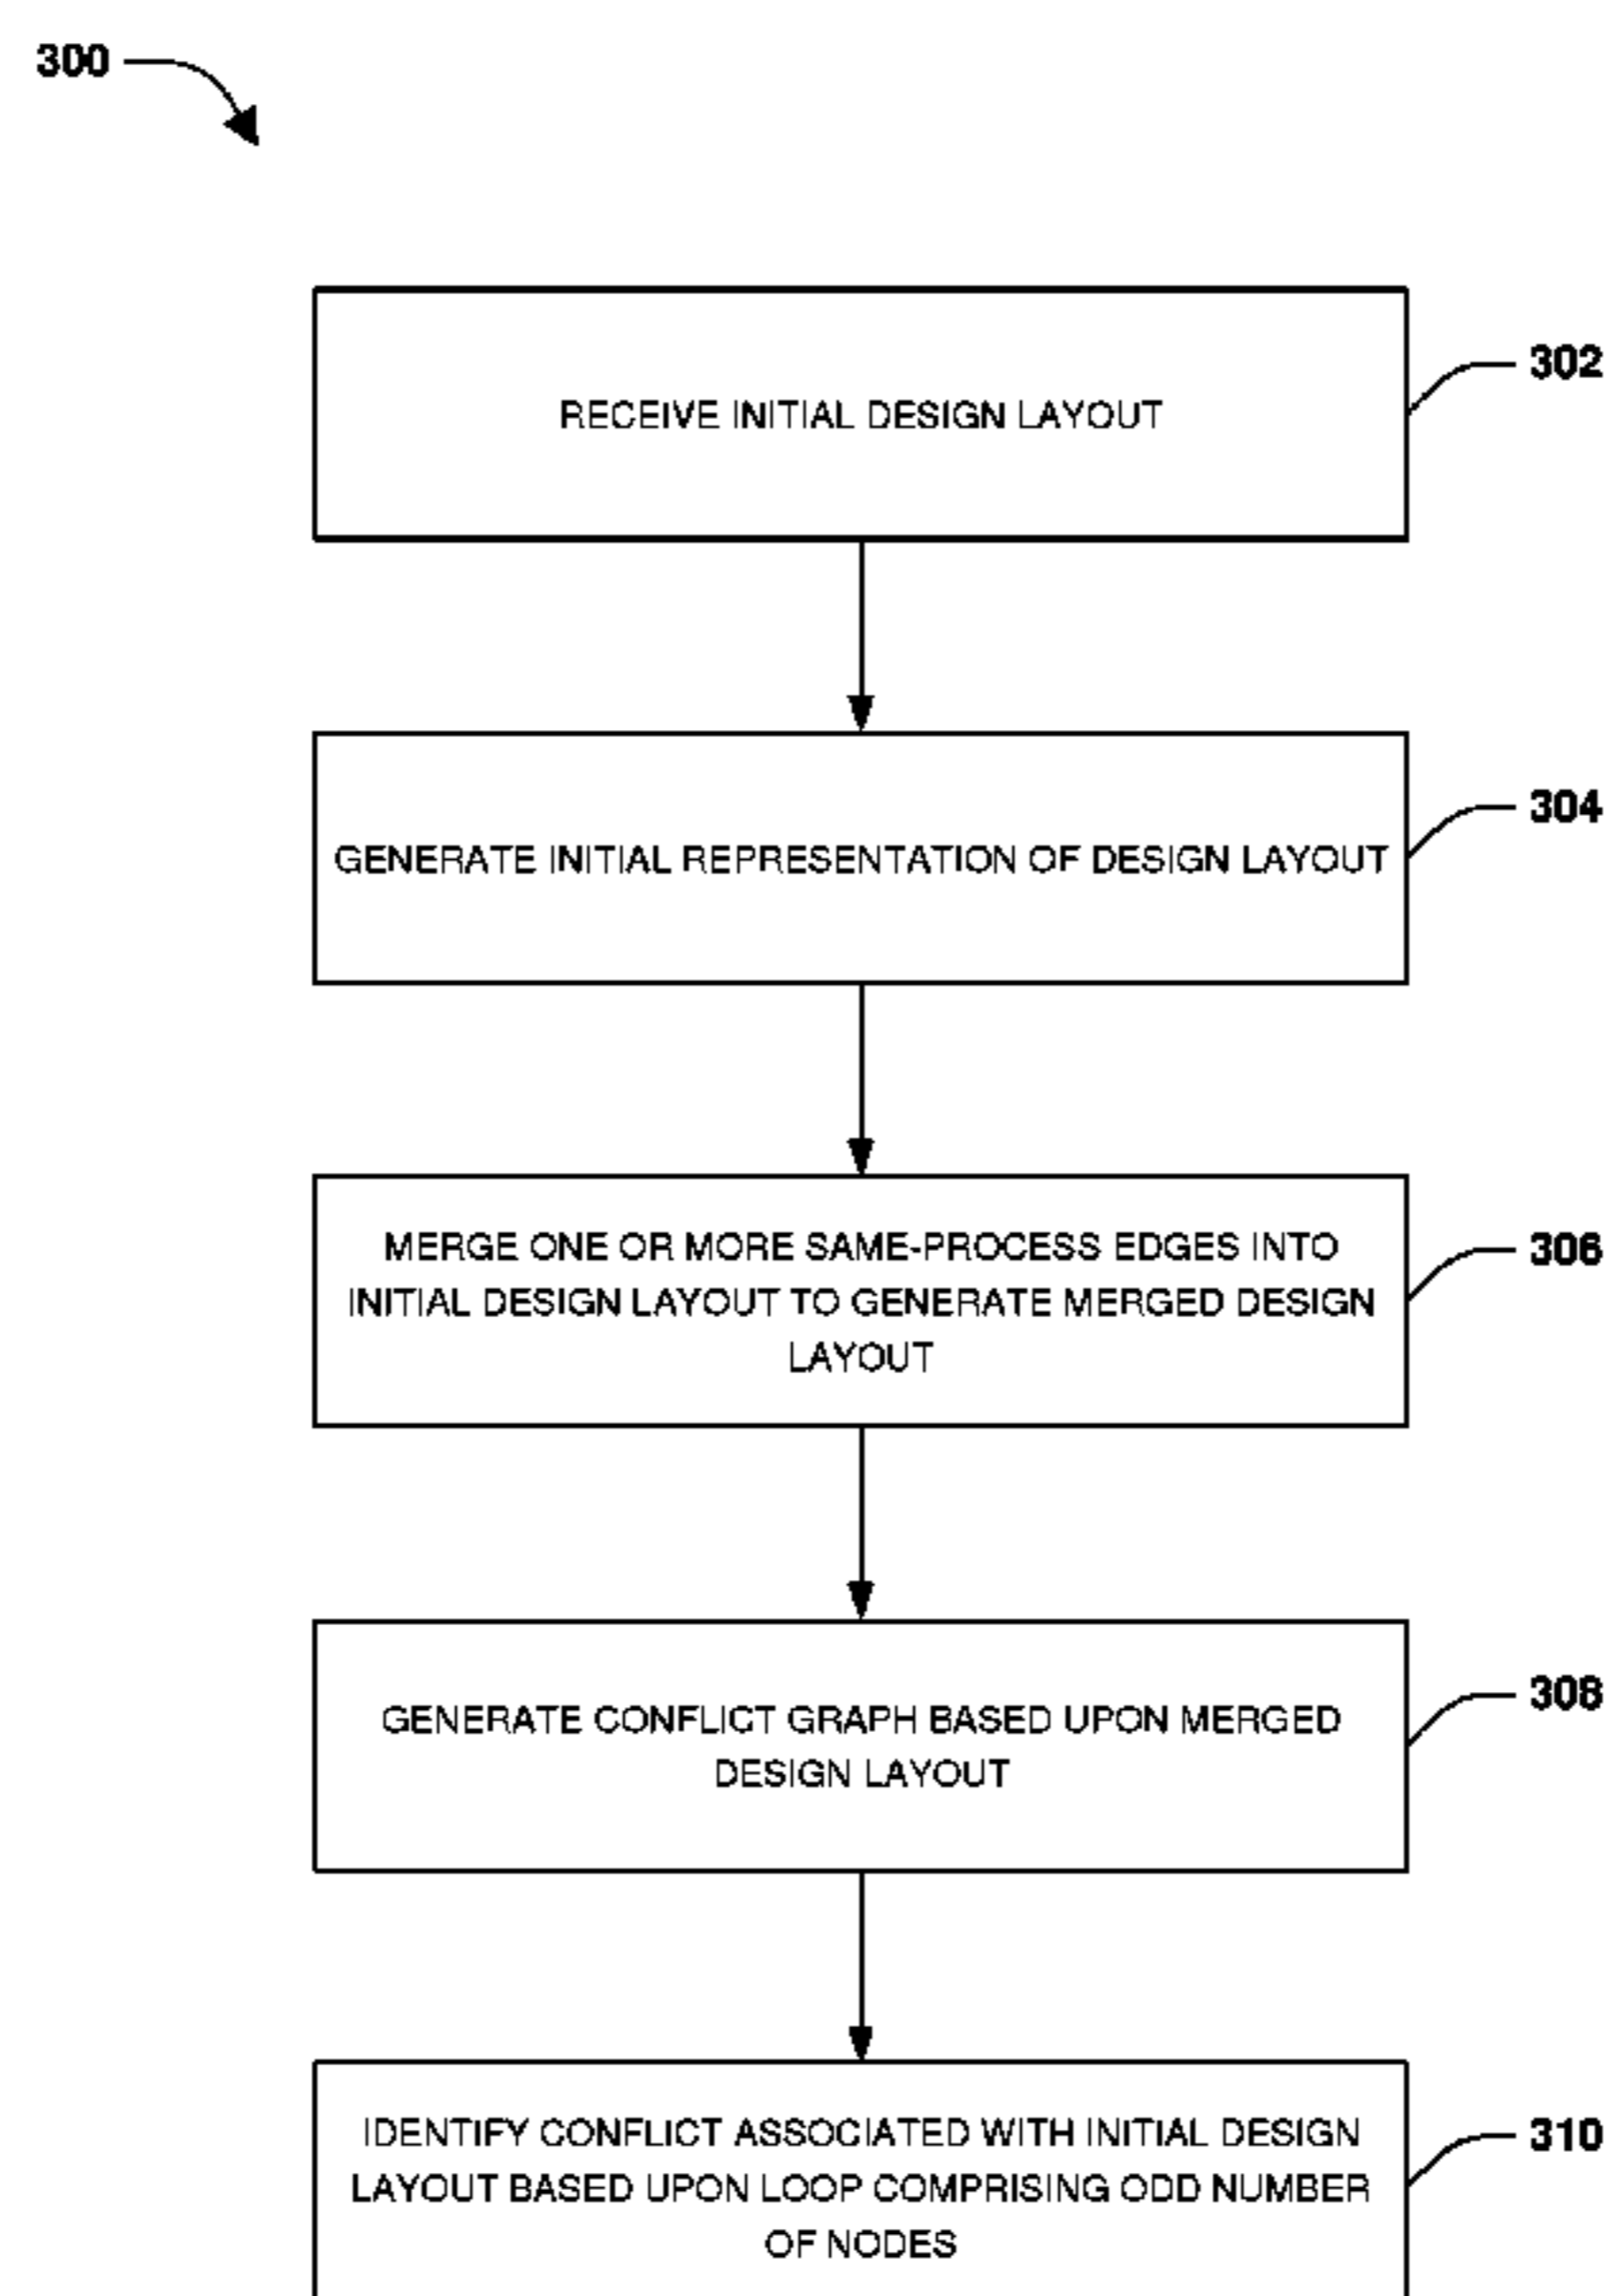 300
RECEIVE INITIAL DESIGN LAYOUT
302
GENERATE INITIAL REPRESENTATION OF DESIGN LAYOUT
304
MERGE ONE OR MORE SAME-PROCESS EDGES INTO
INITIAL DESIGN LAYOUT TO GENERATE MERGED DESIGN
LAYOUT
306
GENERATE CONFLICT GRAPH BASED UPON MERGED
DESIGN LAYOUT
308
IDENTIFY CONFLICT ASSOCIATED WITH INITIAL DESIGN
LAYOUT BASED UPON LOOP COMPRISING ODD NUMBER
OF NODES
310